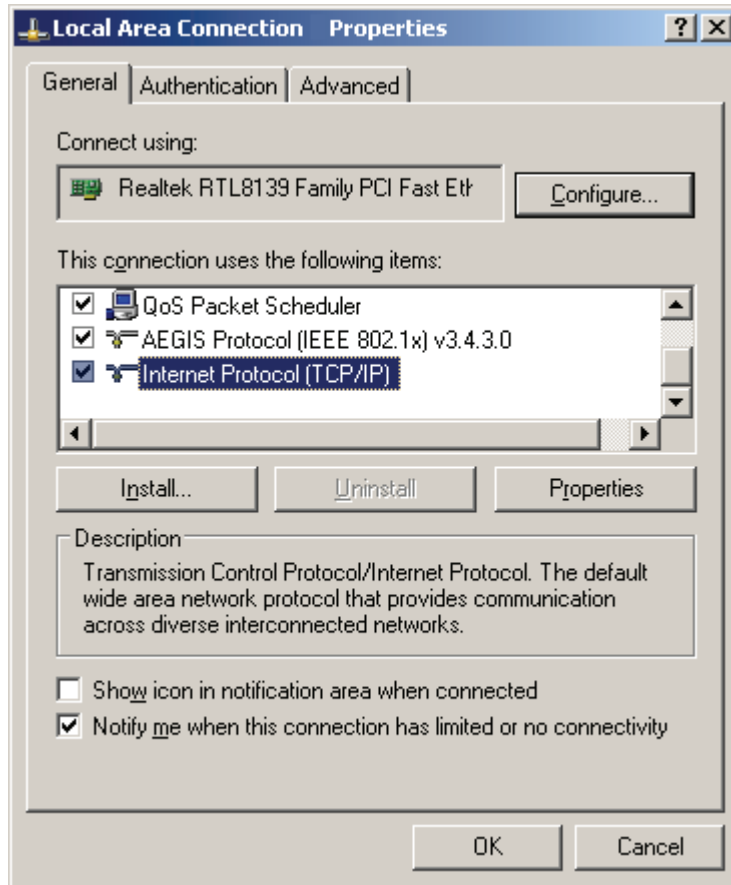 Local Area Connection Properties
General Authentication Advanced
Connect using:
Realtek RTL8139 Family PCI Fast Eth
Configure...
This connection uses the following items:
QoS Packet Scheduler
AEGIS Protocol (IEEE 802.1x) v3.4.3.0
Internet Protocol (TCP/IP)
Install... Uninstall Properties
Description
Transmission Control Protocol/Internet Protocol. The default
wide area network protocol that provides communication
across diverse interconnected networks.
Show icon in notification area when connected
Notify me when this connection has limited or no connectivity
OK Cancel